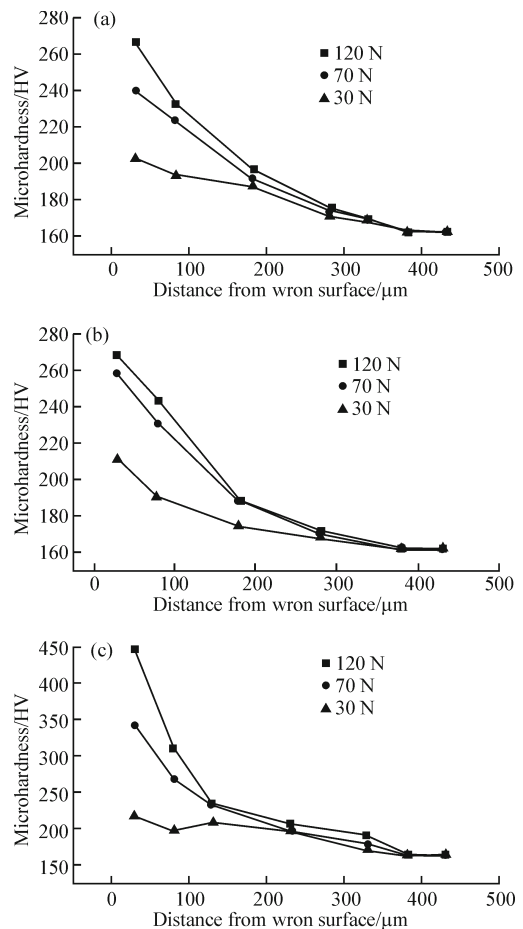 (a)
280
260
240
220
200
180
160
Microhardness/HV
120 N
70 N
30 N
0 100 200 300 400 500
Distance from wron surface/μm
(b)
280
260
240
220
200
180
160
Microhardness/HV
120 N
70 N
30 N
0 100 200 300 400 500
Distance from wron surface/μm
(c)
450
400
350
300
250
200
150
Microhardness/HV
120 N
70 N
30 N
0 100 200 300 400 500
Distance from wron surface/μm